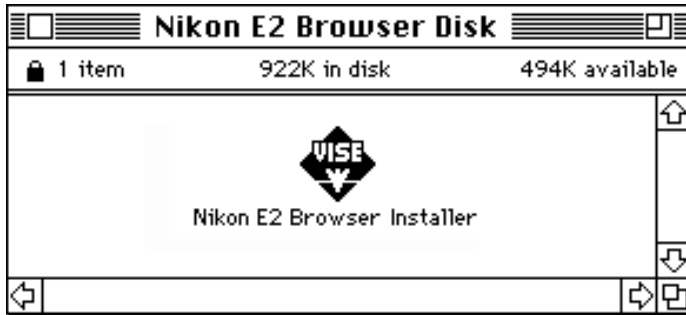 Nikon E2 Browser Disk
1 item 922K in disk 494K available
VISE
Nikon E2 Browser Installer